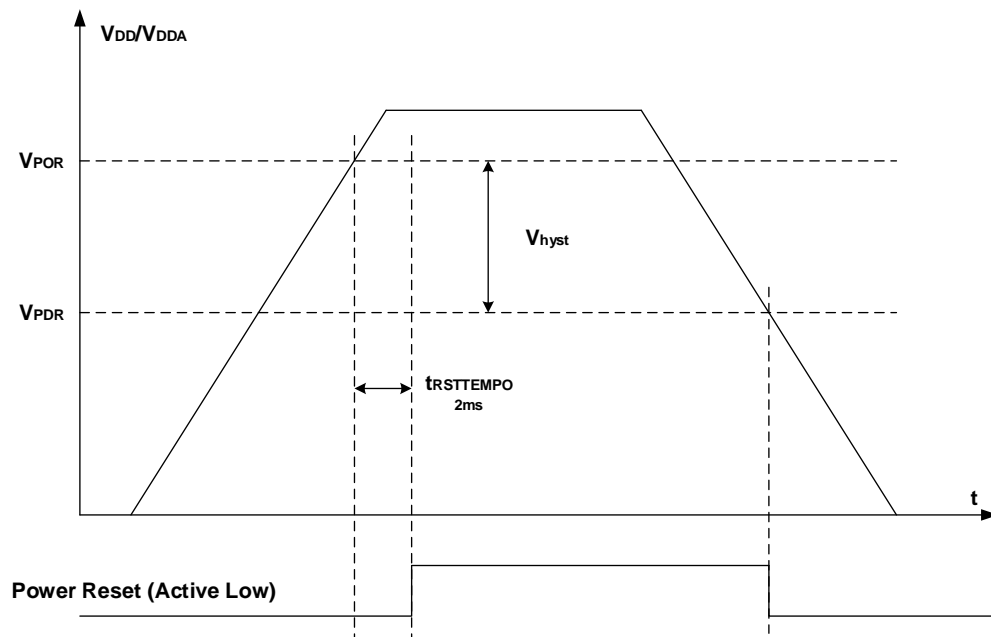 VDD/VDDA
VPOR
Vhyst
VPDR
tRSTTEMPO
2ms
t
Power Reset (Active Low)